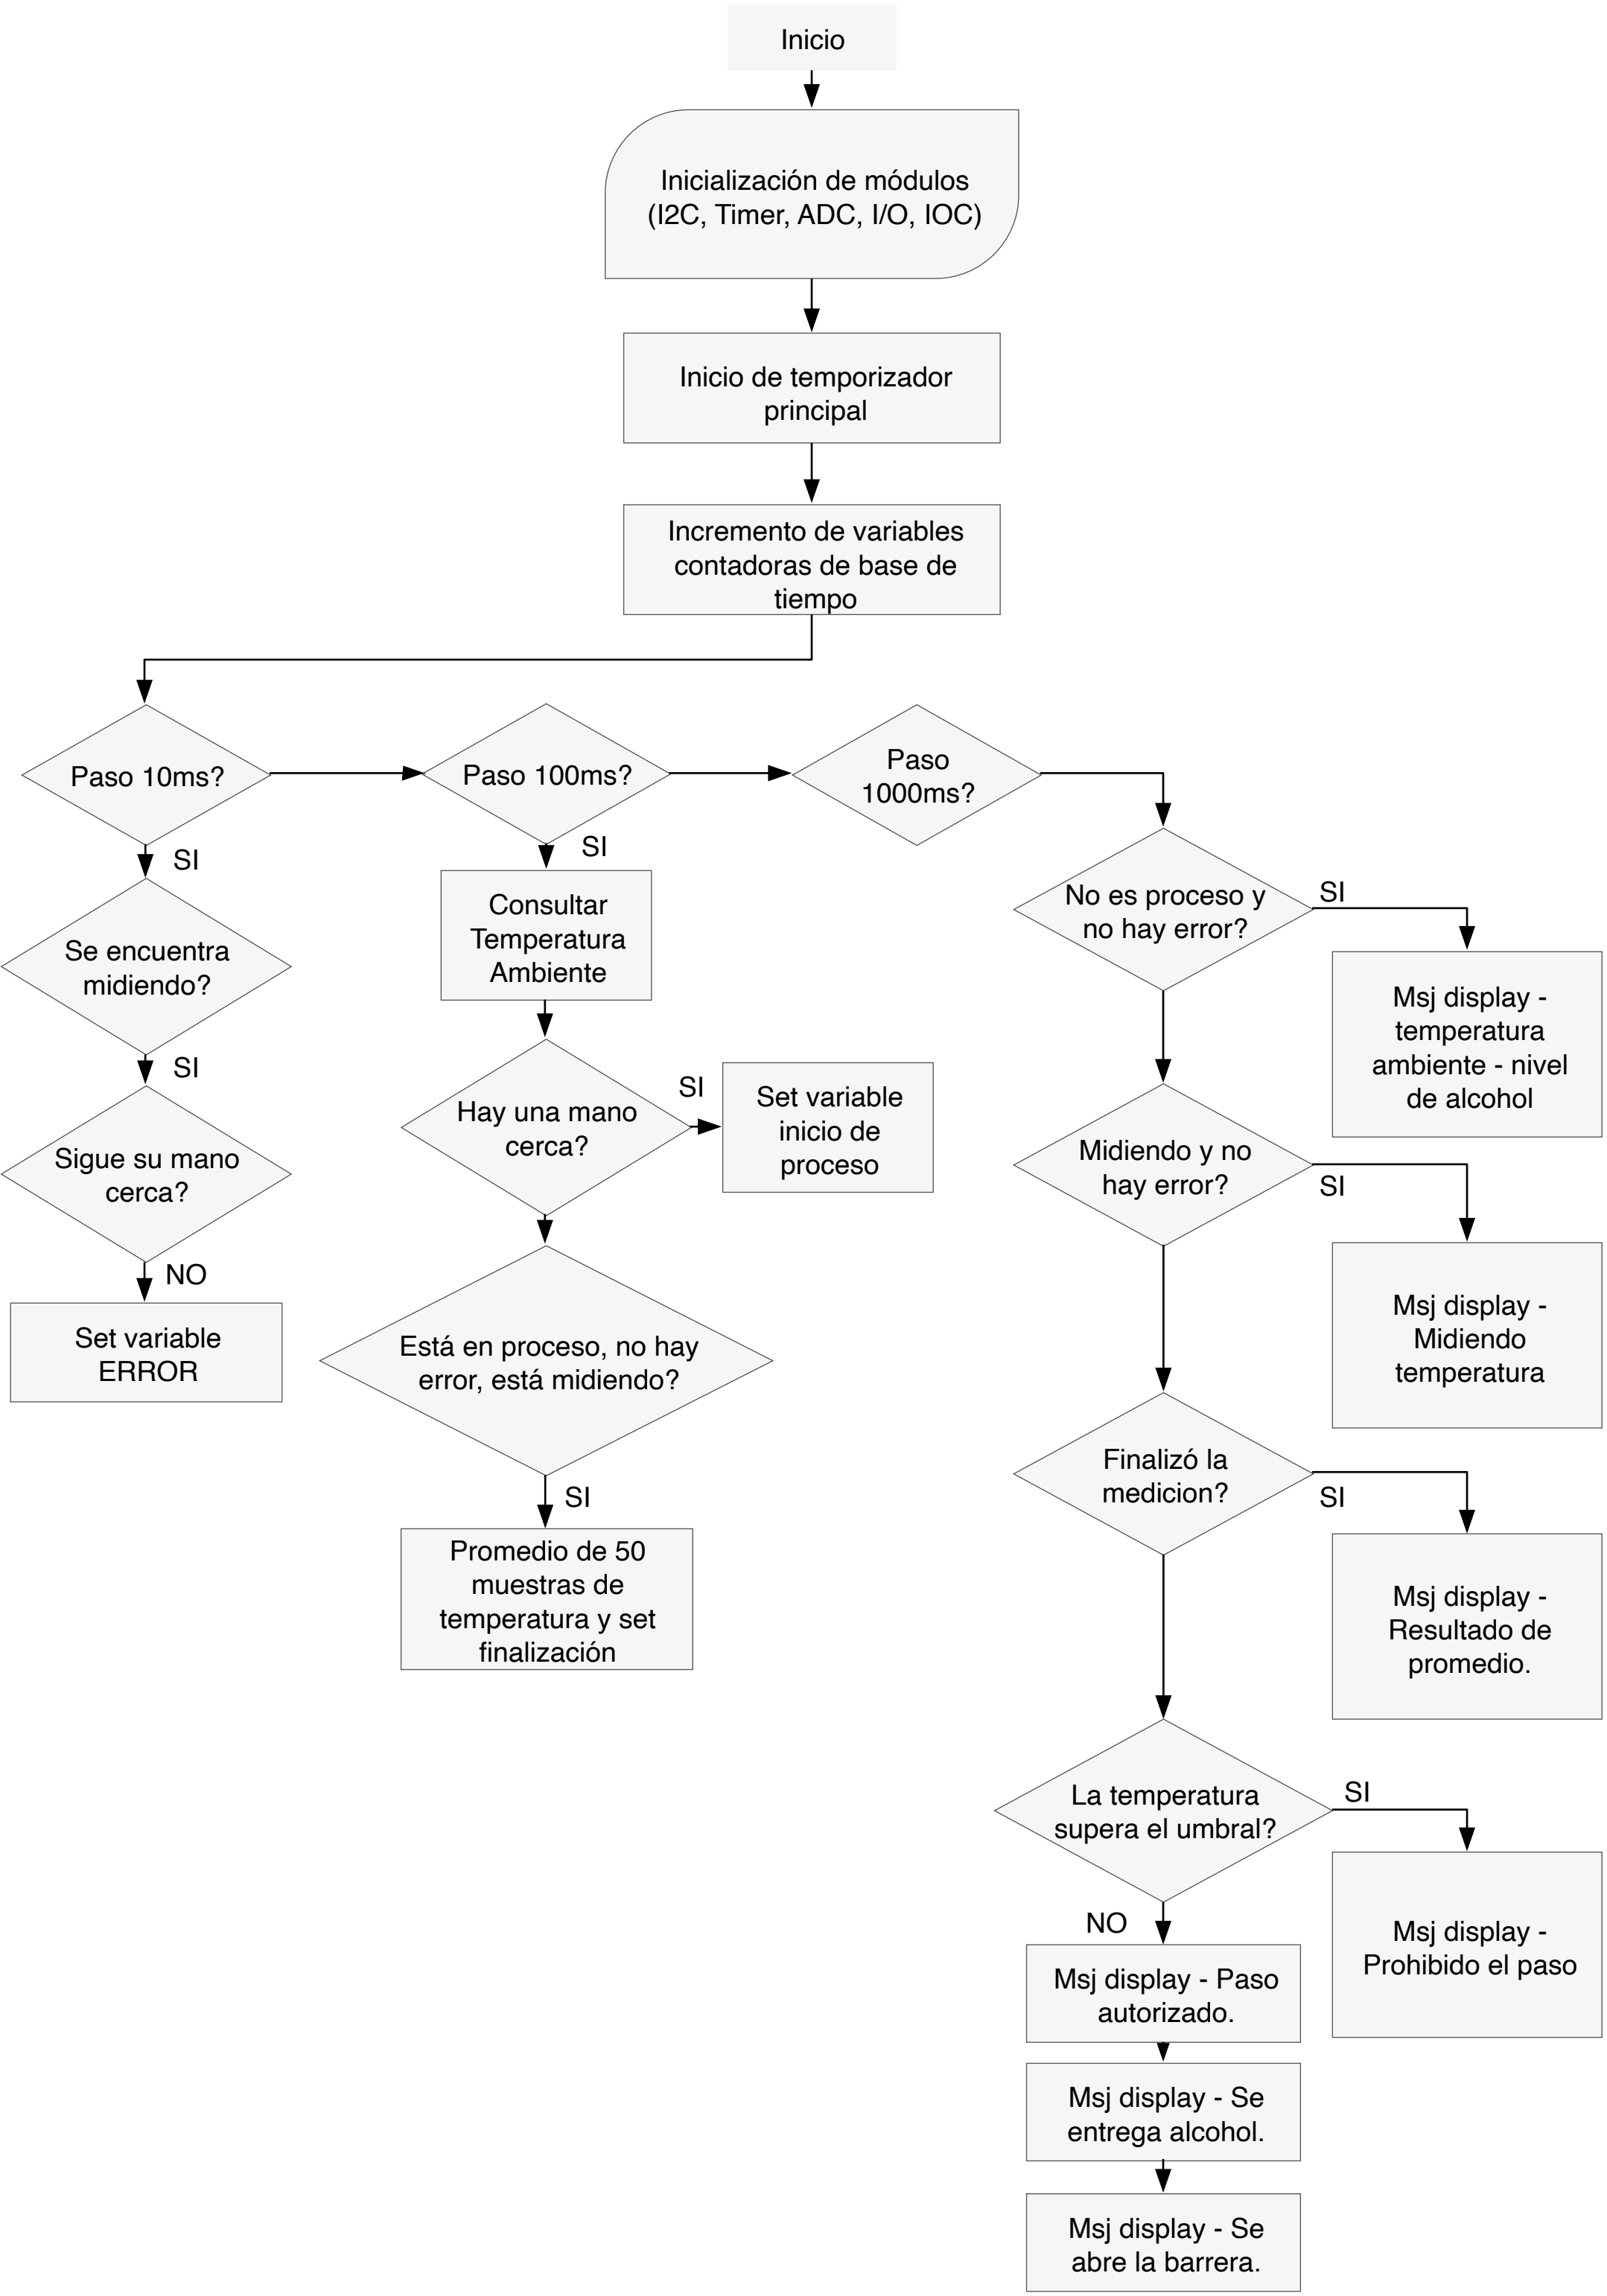 Inicio
Inicialización de módulos
(I2C, Timer, ADC, I/O, IOC)
Inicio de temporizador
principal
Incremento de variables
contadoras de base de
tiempo
Paso 10ms?
SI
Se encuentra
midiendo?
SI
Sigue su mano
cerca?
NO
Set variable
ERROR
Paso 100ms?
SI
Consultar
Temperatura
Ambiente
Hay una mano
cerca?
SI
Set variable
inicio de
proceso
Está en proceso, no hay
error, está midiendo?
SI
Promedio de 50
muestras de
temperatura y set
finalización
Paso
1000ms?
No es proceso y
no hay error?
SI
Msj display -
temperatura
ambiente - nivel
de alcohol
Midiendo y no
hay error?
SI
Msj display -
Midiendo
temperatura
Finalizó la
medicion?
SI
Msj display -
Resultado de
promedio.
La temperatura
supera el umbral?
SI
Msj display -
Prohibido el paso
NO
Msj display - Paso
autorizado.
Msj display - Se
entrega alcohol.
Msj display - Se
abre la barrera.